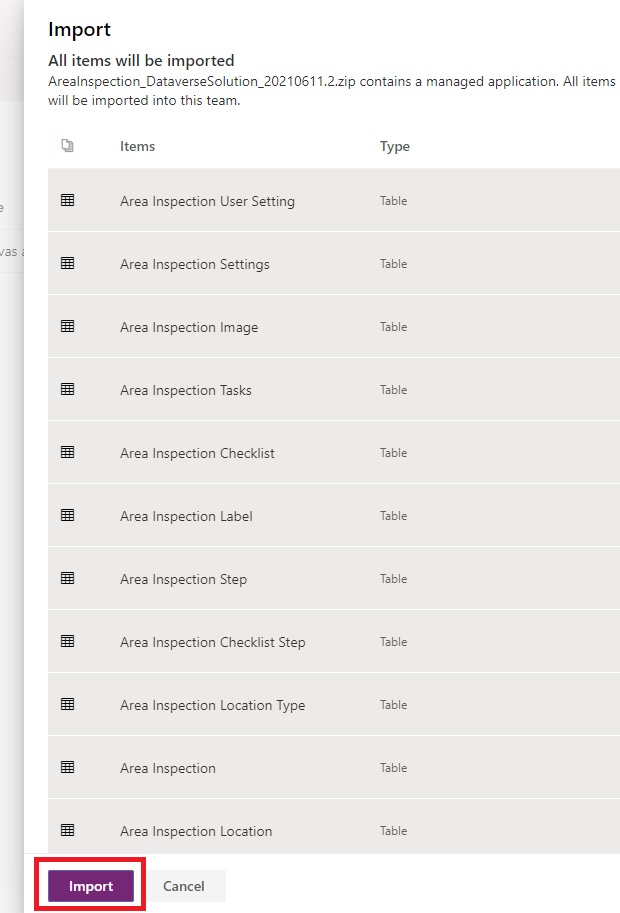 Import
All items will be imported
AreaInspection_DataverseSolution_20210611.2.zip contains a managed application. All items
will be imported into this team.
Items Type
Area Inspection User Setting Table
Area Inspection Settings Table
Area Inspection Image Table
Area Inspection Tasks Table
Area Inspection Checklist Table
Area Inspection Label Table
Area Inspection Step Table
Area Inspection Checklist Step Table
Area Inspection Location Type Table
Area Inspection Table
Area Inspection Location Table
Import Cancel